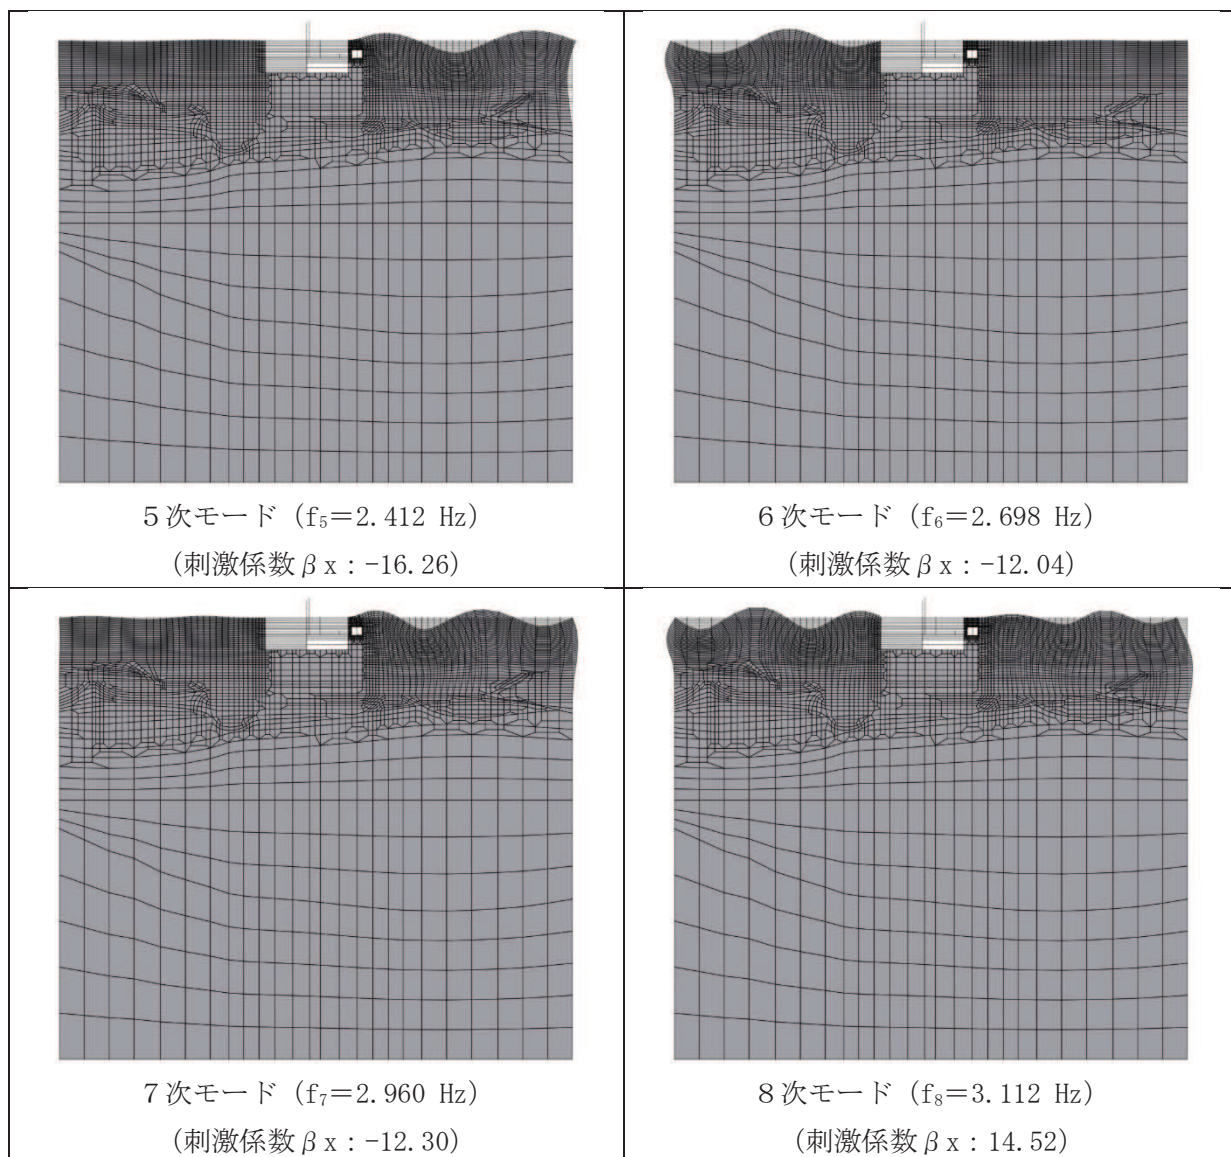 5次モード (f₅=2.412 Hz)
(刺激係数βx:-16.26)
6次モード (f₆=2.698 Hz)
(刺激係数βx:-12.04)
7次モード (f₇=2.960 Hz)
(刺激係数βx:-12.30)
8次モード (f₈=3.112 Hz)
(刺激係数βx:14.52)